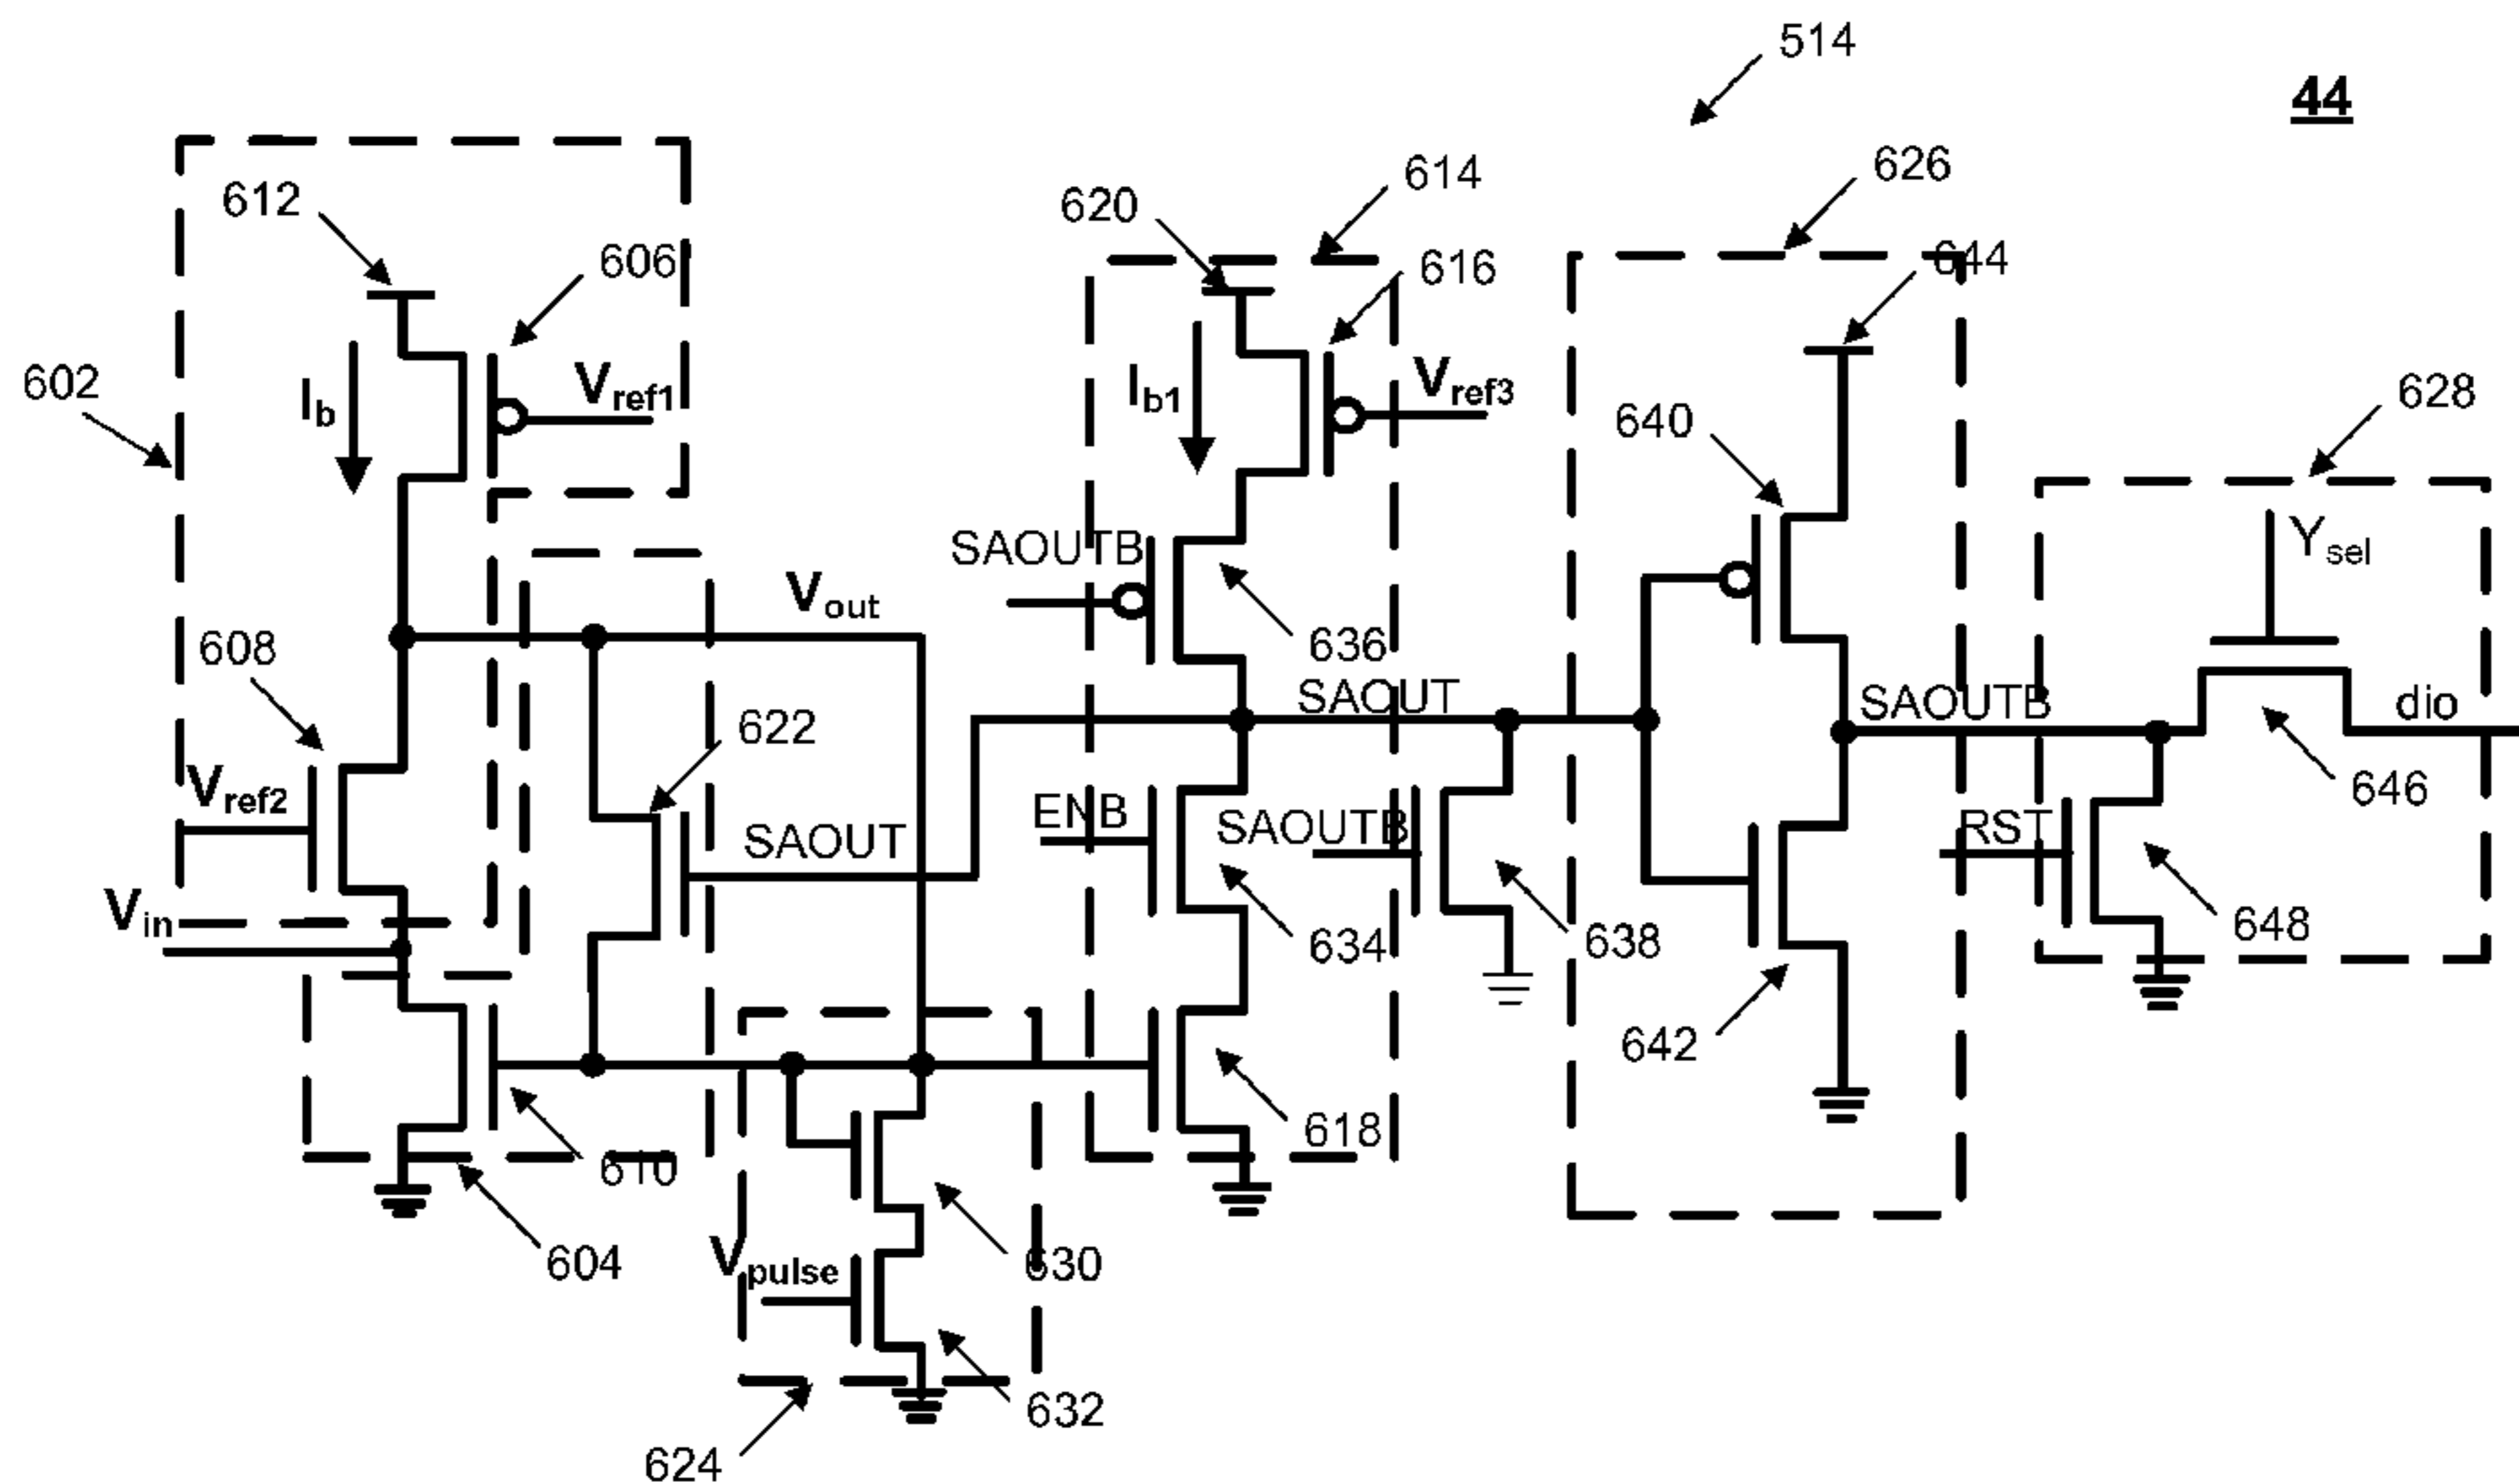 514
44
626
614
620
612
616
606
644
602
Ib
Vref1
Ib1
Vref3
628
640
SAOUTB
Ysel
Vout
608
636
SAOUT
SAOUTB
dio
622
Vref2
646
ENB
SAOUTB
RST
SAOUT
Vin
638
634
648
642
618
610
604
Vpulse
630
632
624